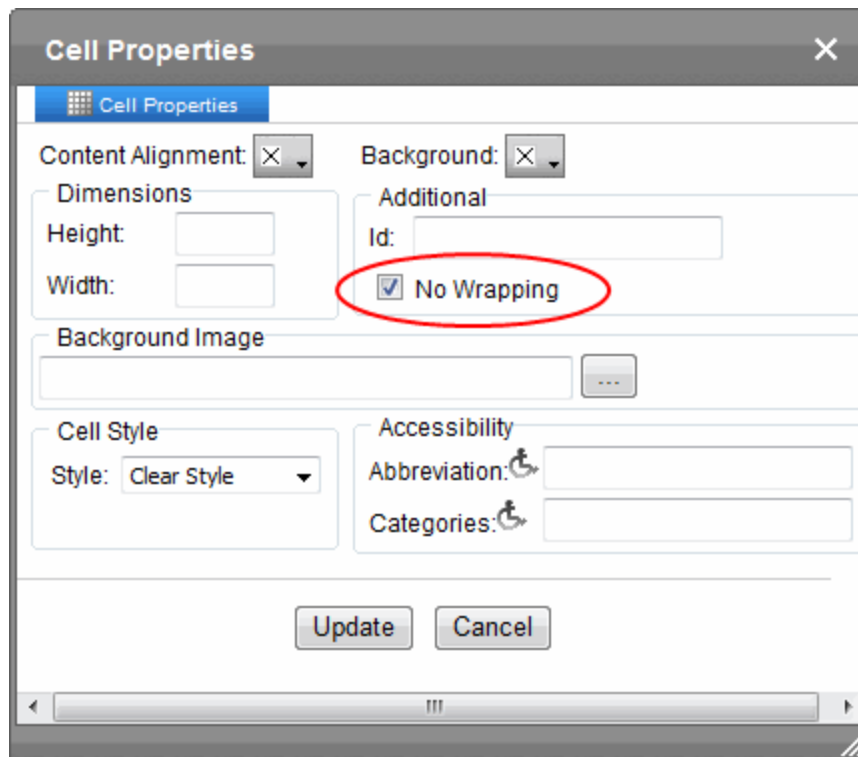 Cell Properties
Cell Properties
Content Alignment: Background:
Dimensions Additional
Height: Id:
Width: No Wrapping
Background Image
...
Cell Style Accessibility
Style: Clear Style Abbreviation:
Categories:
Update Cancel